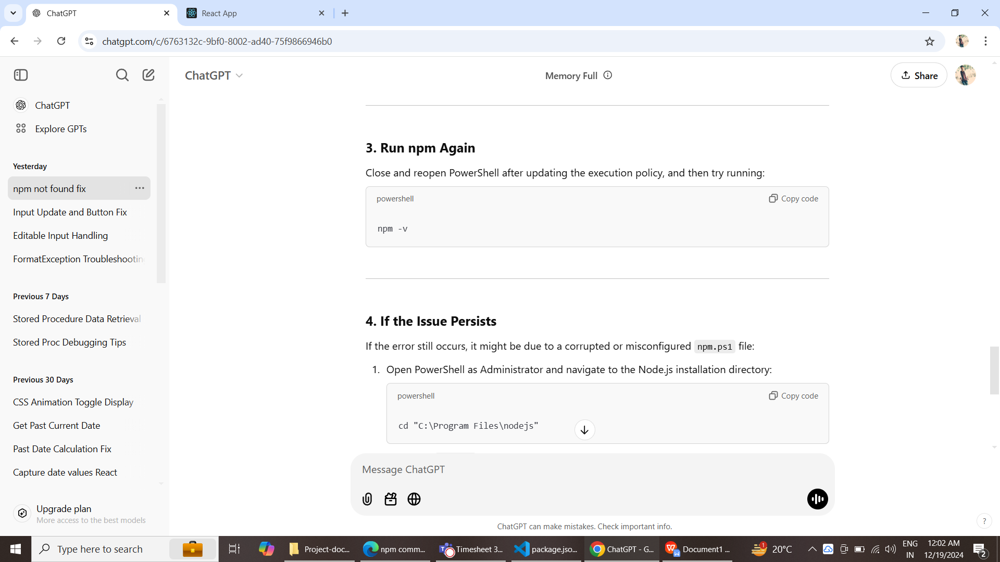 ChatGPT
React App
chatgpt.com/c/6763132c-9bf0-8002-ad40-75f9866946b0
ChatGPT
Memory Full
Share
ChatGPT
Explore GPTs
Yesterday
npm not found fix
Input Update and Button Fix
Editable Input Handling
FormatException Troubleshootin
Previous 7 Days
Stored Procedure Data Retrieval
Stored Proc Debugging Tips
Previous 30 Days
CSS Animation Toggle Display
Get Past Current Date
Past Date Calculation Fix
Capture date values React
Upgrade plan
More access to the best models
3. Run npm Again
Close and reopen PowerShell after updating the execution policy, and then try running:
powershell
Copy code
npm -v
4. If the Issue Persists
If the error still occurs, it might be due to a corrupted or misconfigured npm.ps1 file:
1. Open PowerShell as Administrator and navigate to the Node.js installation directory:
powershell
Copy code
cd "C:\Program Files\nodejs"
Message ChatGPT
ChatGPT can make mistakes. Check important info.
?
Type here to search
Project-doc...
npm comm...
Timesheet 3...
package.jso...
ChatGPT - G...
Document1 ...
1
20°C
ENG
IN
12:02 AM
12/19/2024
2